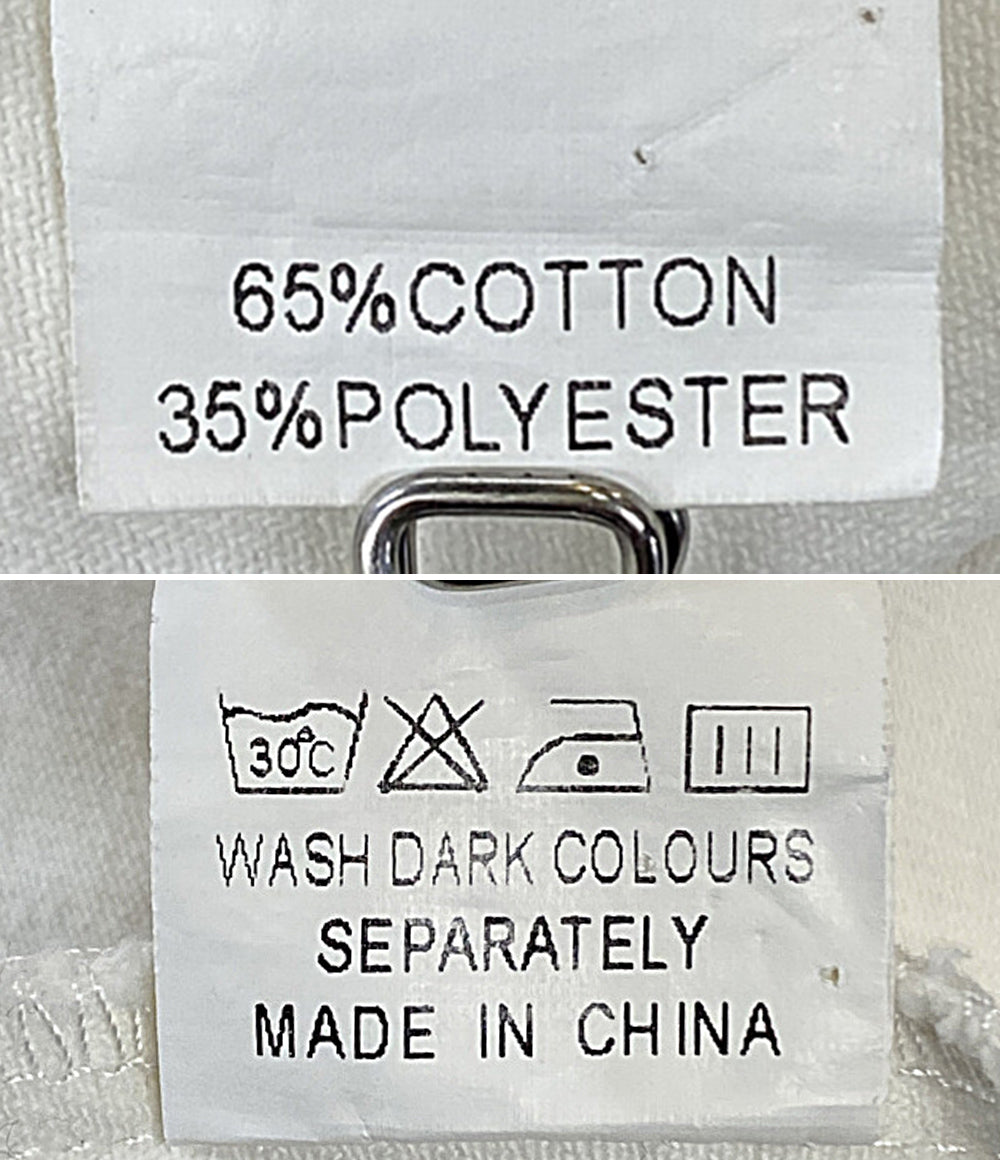 65%COTTON
35%POLYESTER
30°C
WASH DARK COLOURS
SEPARATELY
MADE IN CHINA